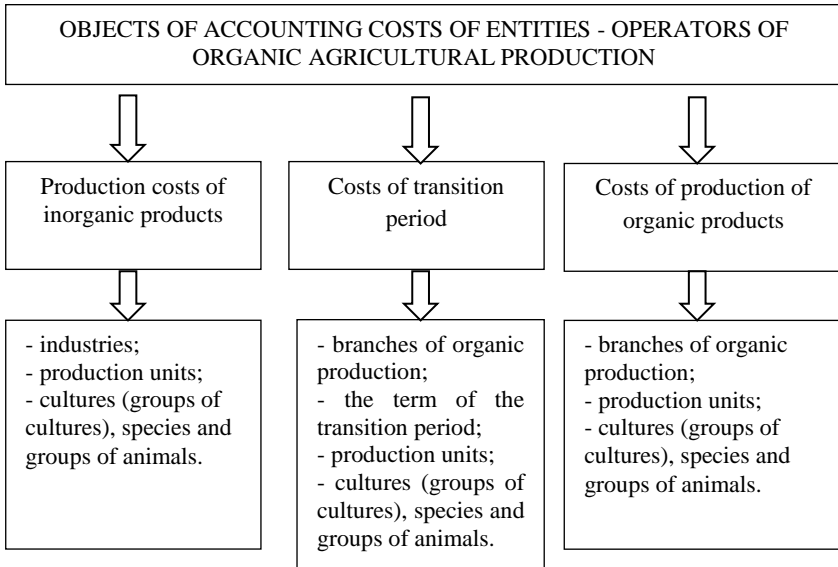 OBJECTS OF ACCOUNTING COSTS OF ENTITIES - OPERATORS OF
ORGANIC AGRICULTURAL PRODUCTION
Production costs of
inorganic products
Costs of transition
period
Costs of production of
organic products
- industries;
- production units;
- cultures (groups of
cultures), species and
groups of animals.
- branches of organic
production;
- the term of the
transition period;
- production units;
- cultures (groups of
cultures), species and
groups of animals.
- branches of organic
production;
- production units;
- cultures (groups of
cultures), species and
groups of animals.